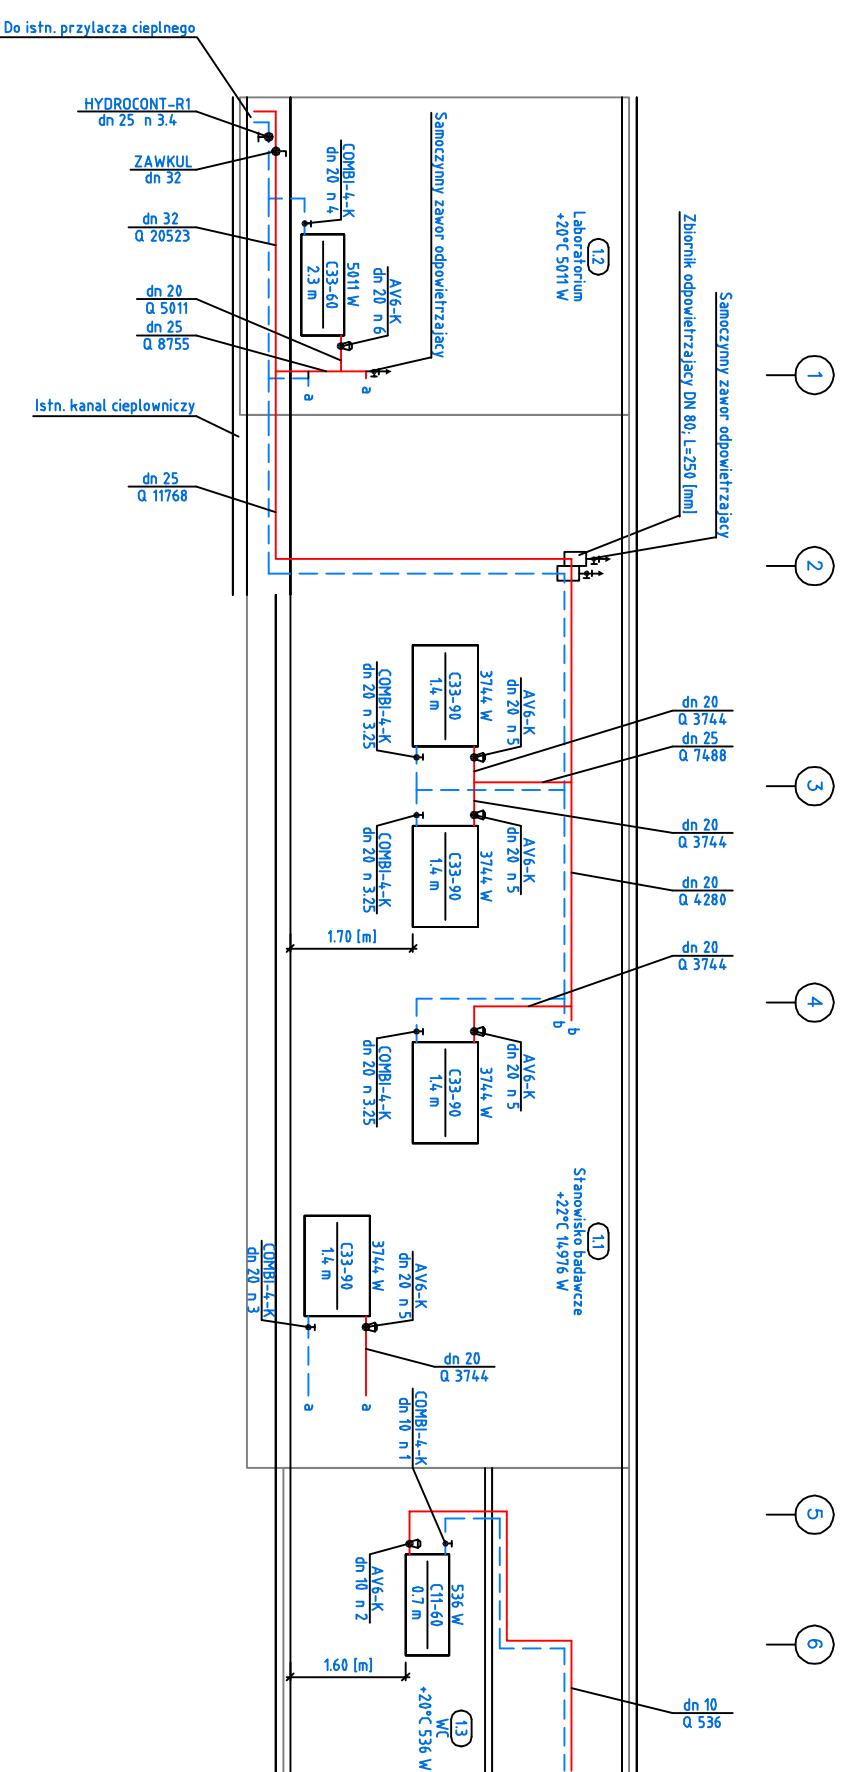 Do istn. przylacza cieplnego
HYDROCONT-R1
dn 25 n 3.4
ZAWKUL
dn 32
dn 32
Q 20523
dn 20
Q 5011
dn 25
Q 8755
Istn. kanal cieplowniczy
dn 25
Q 11768
COMBI-4-K
dn 20 n 4
5011 W
C33-60
2.3 m
AV6-K
dn 20 n 6
a
a
Samoczynny zawor odpowietrzajacy
1.2
Laboratorium
+20°C 5011 W
Zbiornik odpowietrzajacy DN 80; L=250 [mm]
Samoczynny zawor odpowietrzajacy
1
2
3744 W
C33-90
1.4 m
COMBI-4-K
dn 20 n 3.25
AV6-K
dn 20 n 5
dn 20
Q 3744
dn 25
Q 7488
3
dn 20
Q 3744
AV6-K
dn 20 n 5
COMBI-4-K
dn 20 n 3.25
3744 W
C33-90
1.4 m
dn 20
Q 4280
1.70 [m]
dn 20
Q 3744
4
b
b
COMBI-4-K
dn 20 n 3.25
AV6-K
dn 20 n 5
3744 W
C33-90
1.4 m
1.1
Stanowisko badawcze
+22°C 14976 W
3744 W
C33-90
1.4 m
COMBI-4-K
dn 20 n 3
AV6-K
dn 20 n 5
dn 20
Q 3744
a
a
COMBI-4-K
dn 10 n 1
5
AV6-K
dn 10 n 2
536 W
C11-60
0.7 m
6
1.60 [m]
dn 10
Q 536
1.3
WC
+20°C 536 W